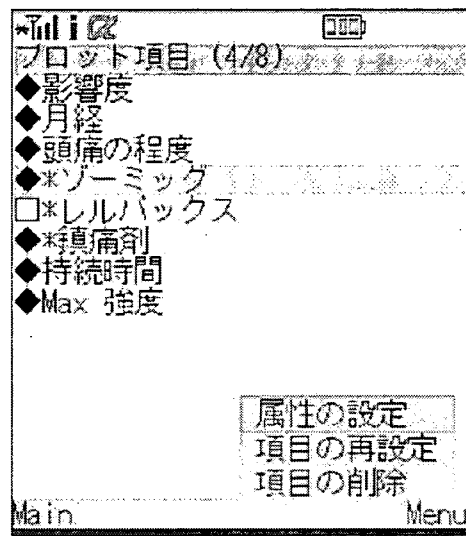 プロット項目 (4/8)
◆影響度
◆月経
◆頭痛の程度
◆*ゾーミッグ
□*レルパックス
◆*鎮痛剤
◆持続時間
◆Max 強度
属性の設定
項目の再設定
項目の削除
Main Menu